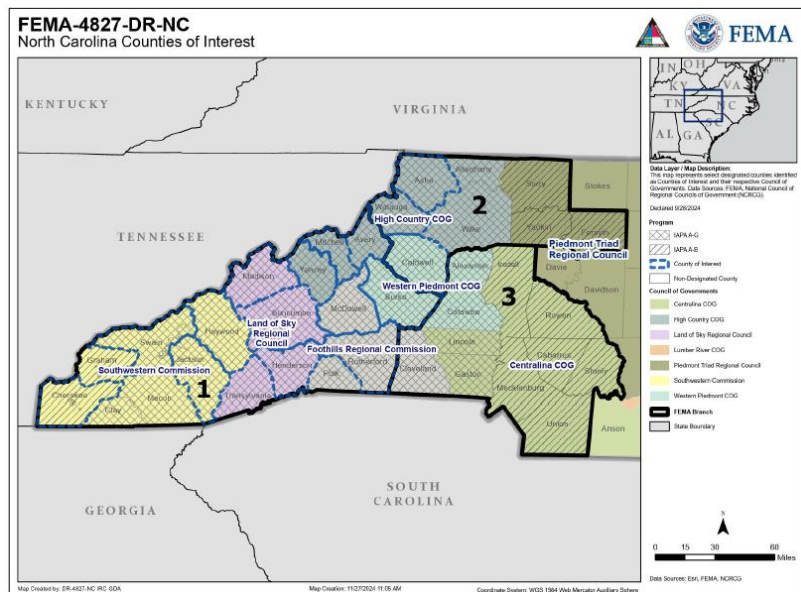 FEMA-4827-DR-NC
North Carolina Counties of Interest
FEMA
KENTUCKY
VIRGINIA
TENNESSEE
GEORGIA
SOUTH
CAROLINA
IN OH
KY VA
TN NC
SC
AL GA
Ashe
Alleghany
Surry
Stokes
Watauga
Wilkes
Yadkin
Forsyth
High Country COG
2
Mitchell
Avery
Yancey
Caldwell
Alexander
Iredell
Davie
Davidson
Piedmont Triad
Regional Council
Madison
Western Piedmont COG
Burke
McDowell
Buncombe
3
Rowan
Haywood
Swain
Land of Sky
Regional
Council
Catawba
Lincoln
Graham
Jackson
Southwestern Commission
1
Foothills Regional Commission
Henderson
Rutherford
Polk
Cleveland
Gaston
Cabarrus
Stanly
Centralina COG
Mecklenburg
Cherokee
Clay
Macon
Transylvania
Union
Anson
Data Layer / Map Description:
This map represents select designated counties identified
as Counties of Interest and their respective Council of
Governments. Data Sources: FEMA, National Council of
Regional Councils of Government (NCRCG).
Declared 9/28/2024
Program
IAPAA-G
IAPAA-B
County of Interest
Non-Designated County
Council of Governments
Centralina COG
High Country COG
Land of Sky Regional Council
Lumber River COG
Piedmont Triad Regional Council
Southwestern Commission
Western Piedmont COG
FEMA Branch
State Boundary
N
0 15 30 60
Miles
Data Sources: Esri, FEMA, NCRCG
Map Created by: DR-4827-NC IRC GDA
Map Creation: 11/27/2024 11:05 AM
Coordinate System: WGS 1984 Web Mercator Auxiliary Sphere